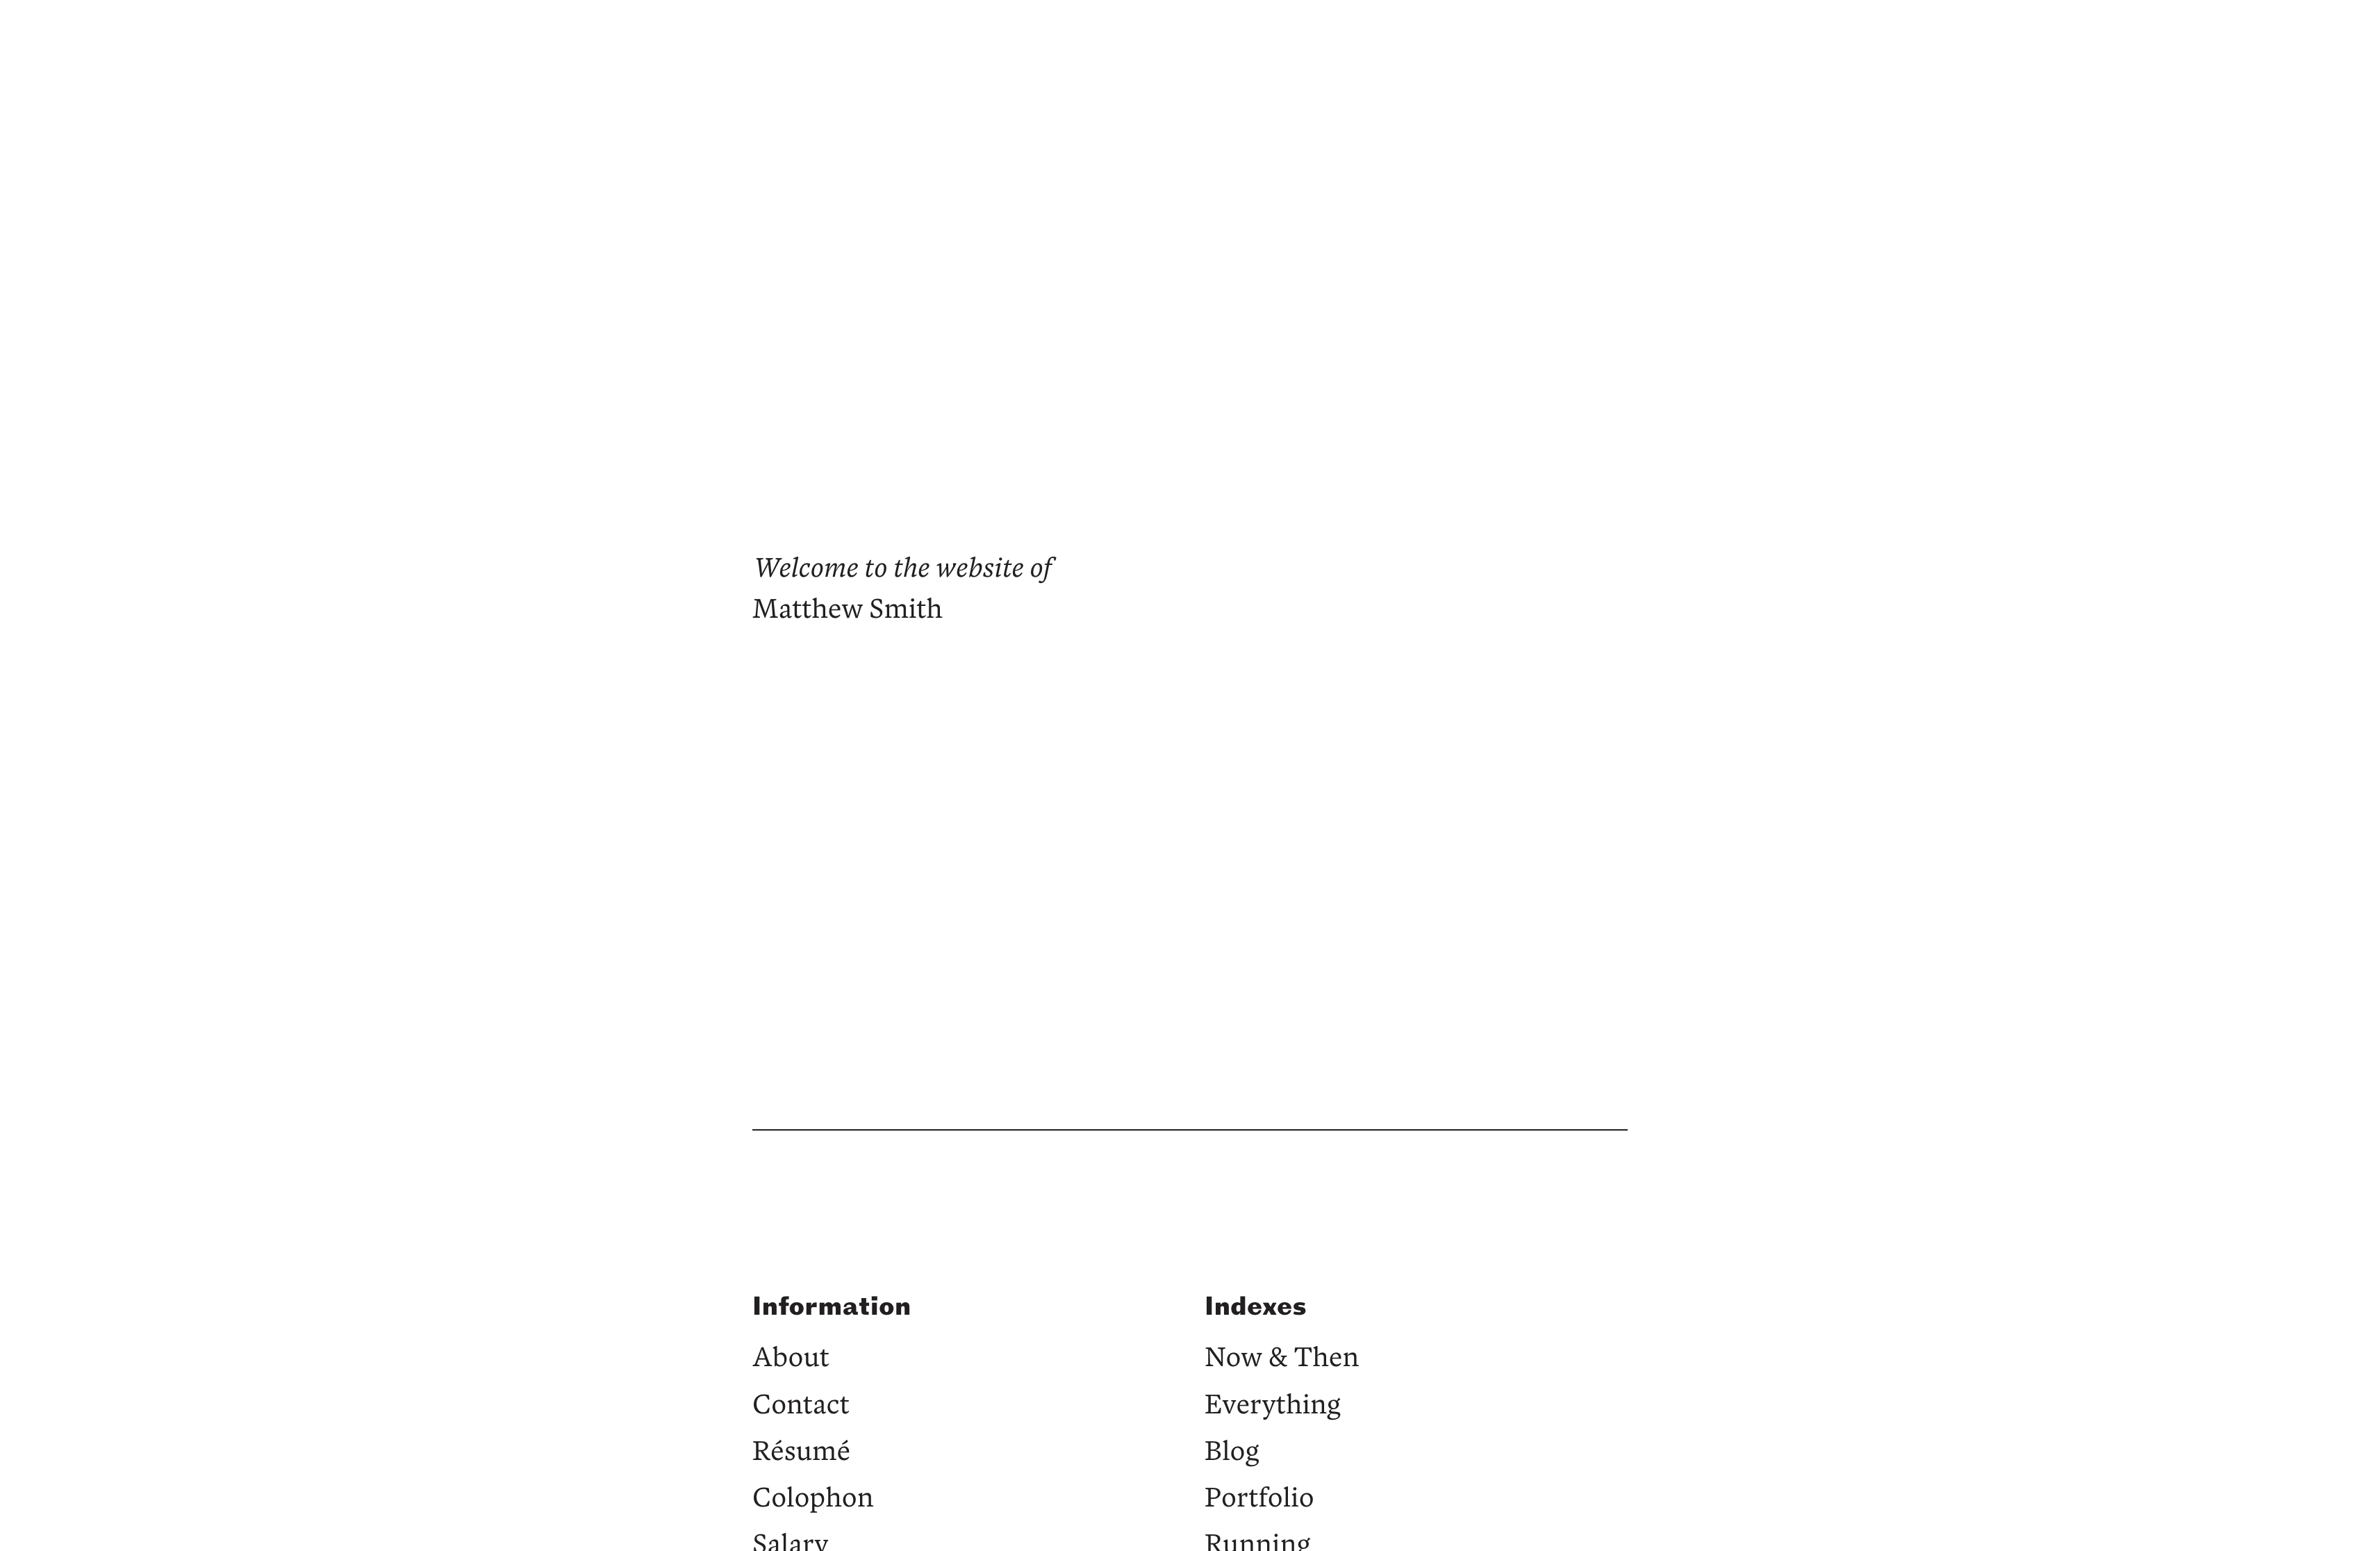 Welcome to the website of
Matthew Smith
Information
About
Contact
Résumé
Colophon
Salary
Indexes
Now & Then
Everything
Blog
Portfolio
Running